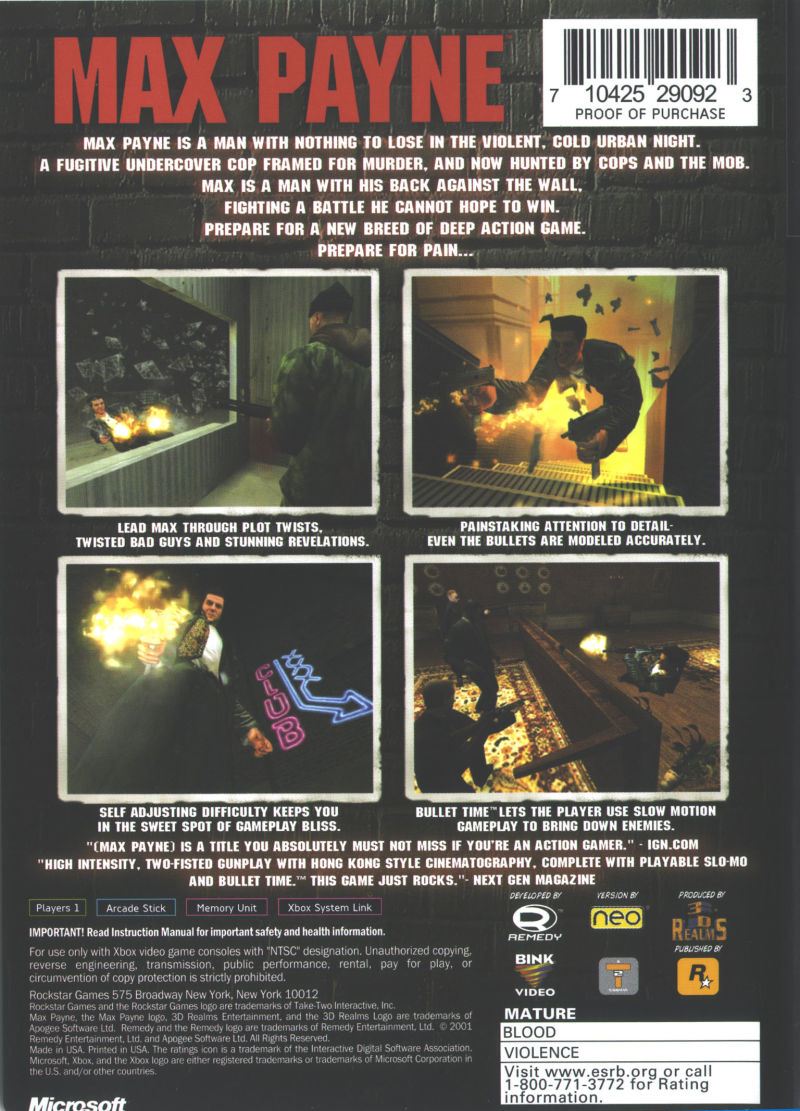 MAX PAYNE™
7 10425 29092 3
PROOF OF PURCHASE
MAX PAYNE IS A MAN WITH NOTHING TO LOSE IN THE VIOLENT, COLD URBAN NIGHT.
A FUGITIVE UNDERCOVER COP FRAMED FOR MURDER, AND NOW HUNTED BY COPS AND THE MOB.
MAX IS A MAN WITH HIS BACK AGAINST THE WALL,
FIGHTING A BATTLE HE CANNOT HOPE TO WIN.
PREPARE FOR A NEW BREED OF DEEP ACTION GAME.
PREPARE FOR PAIN...
LEAD MAX THROUGH PLOT TWISTS,
TWISTED BAD GUYS AND STUNNING REVELATIONS.
PAINSTAKING ATTENTION TO DETAIL-
EVEN THE BULLETS ARE MODELED ACCURATELY.
XXX
CLUB
SELF ADJUSTING DIFFICULTY KEEPS YOU
IN THE SWEET SPOT OF GAMEPLAY BLISS.
BULLET TIME™ LETS THE PLAYER USE SLOW MOTION
GAMEPLAY TO BRING DOWN ENEMIES.
"(MAX PAYNE) IS A TITLE YOU ABSOLUTELY MUST NOT MISS IF YOU'RE AN ACTION GAMER." - IGN.COM
"HIGH INTENSITY, TWO-FISTED GUNPLAY WITH HONG KONG STYLE CINEMATOGRAPHY, COMPLETE WITH PLAYABLE SLO-MO
AND BULLET TIME.™ THIS GAME JUST ROCKS."- NEXT GEN MAGAZINE
Players 1
Arcade Stick
Memory Unit
Xbox System Link
IMPORTANT! Read Instruction Manual for important safety and health information.
For use only with Xbox video game consoles with "NTSC" designation. Unauthorized copying,
reverse engineering, transmission, public performance, rental, pay for play, or
circumvention of copy protection is strictly prohibited.
Rockstar Games 575 Broadway New York, New York 10012
Rockstar Games and the Rockstar Games logo are trademarks of Take-Two Interactive, Inc.
Max Payne, the Max Payne logo, 3D Realms Entertainment, and the 3D Realms Logo are trademarks of
Apogee Software Ltd. Remedy and the Remedy logo are trademarks of Remedy Entertainment, Ltd. © 2001
Remedy Entertainment, Ltd. and Apogee Software Ltd. All Rights Reserved.
Made in USA. Printed in USA. The ratings icon is a trademark of the Interactive Digital Software Association.
Microsoft, Xbox, and the Xbox logo are either registered trademarks or trademarks of Microsoft Corporation in
the U.S. and/or other countries.
Microsoft
DEVELOPED BY
REMEDY
VERSION BY
neo
PRODUCED BY
3D
REALMS
BINK
VIDEO
T2
PUBLISHED BY
R
MATURE
BLOOD
VIOLENCE
Visit www.esrb.org or call
1-800-771-3772 for Rating
information.